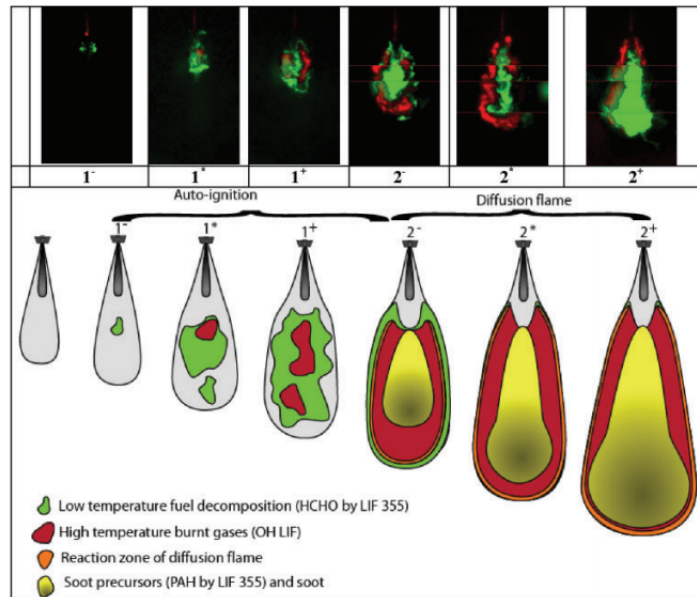 1⁻ 1* 1⁺ 2⁻ 2* 2⁺
Auto-ignition Diffusion flame
1⁻ 1* 1⁺ 2⁻ 2* 2⁺
Low temperature fuel decomposition (HCHO by LIF 355)
High temperature burnt gases (OH LIF)
Reaction zone of diffusion flame
Soot precursors (PAH by LIF 355) and soot